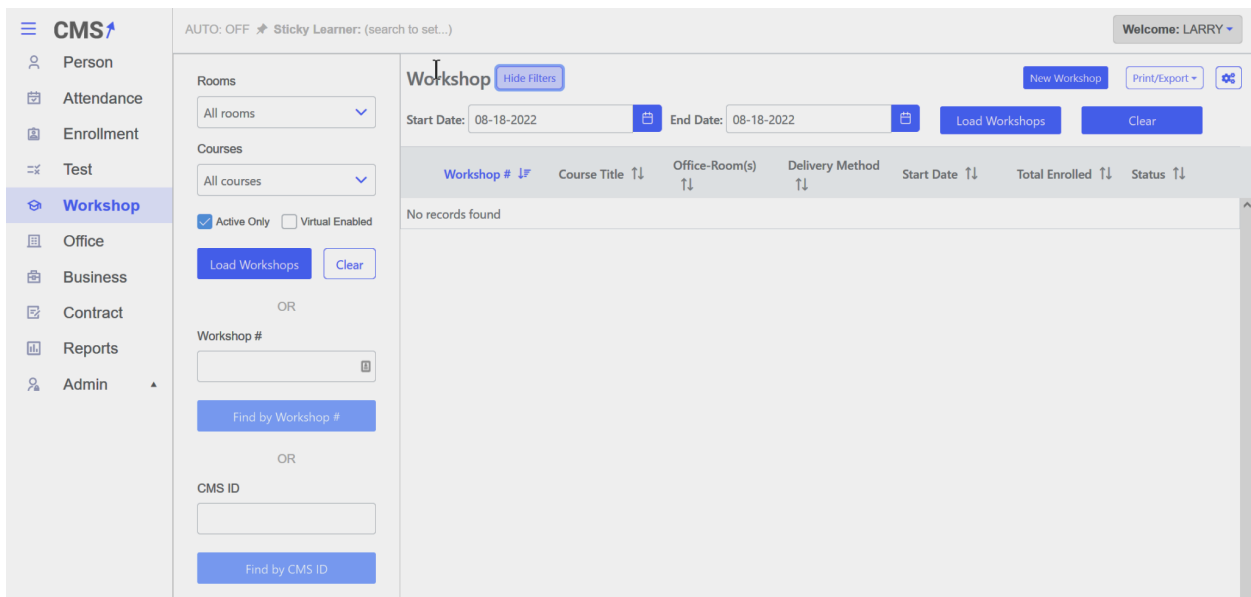 CMS
AUTO: OFF Sticky Learner: (search to set...)
Welcome: LARRY
Person
Attendance
Enrollment
Test
Workshop
Office
Business
Contract
Reports
Admin
Rooms
All rooms
Courses
All courses
Active Only Virtual Enabled
Load Workshops Clear
OR
Workshop #
Find by Workshop #
OR
CMS ID
Find by CMS ID
Workshop Hide Filters New Workshop Print/Export
Start Date: 08-18-2022 End Date: 08-18-2022 Load Workshops Clear
Workshop # Course Title Office-Room(s) Delivery Method Start Date Total Enrolled Status
No records found